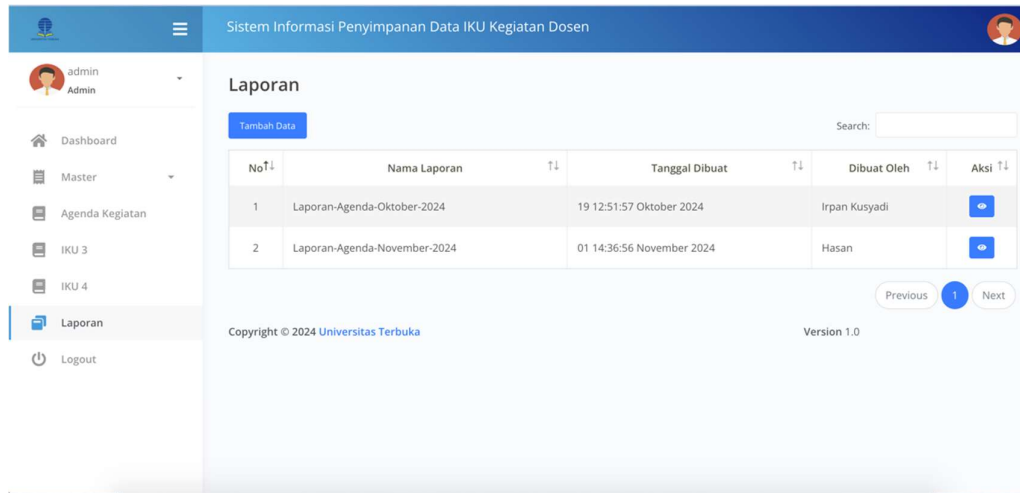 Sistem Informasi Penyimpanan Data IKU Kegiatan Dosen
admin
Admin
Dashboard
Master
Agenda Kegiatan
IKU 3
IKU 4
Laporan
Logout
Laporan
Tambah Data
Search:
No Nama Laporan Tanggal Dibuat Dibuat Oleh Aksi
1 Laporan-Agenda-Oktober-2024 19 12:51:57 Oktober 2024 Irpan Kusyadi
2 Laporan-Agenda-November-2024 01 14:36:56 November 2024 Hasan
Previous 1 Next
Copyright © 2024 Universitas Terbuka Version 1.0